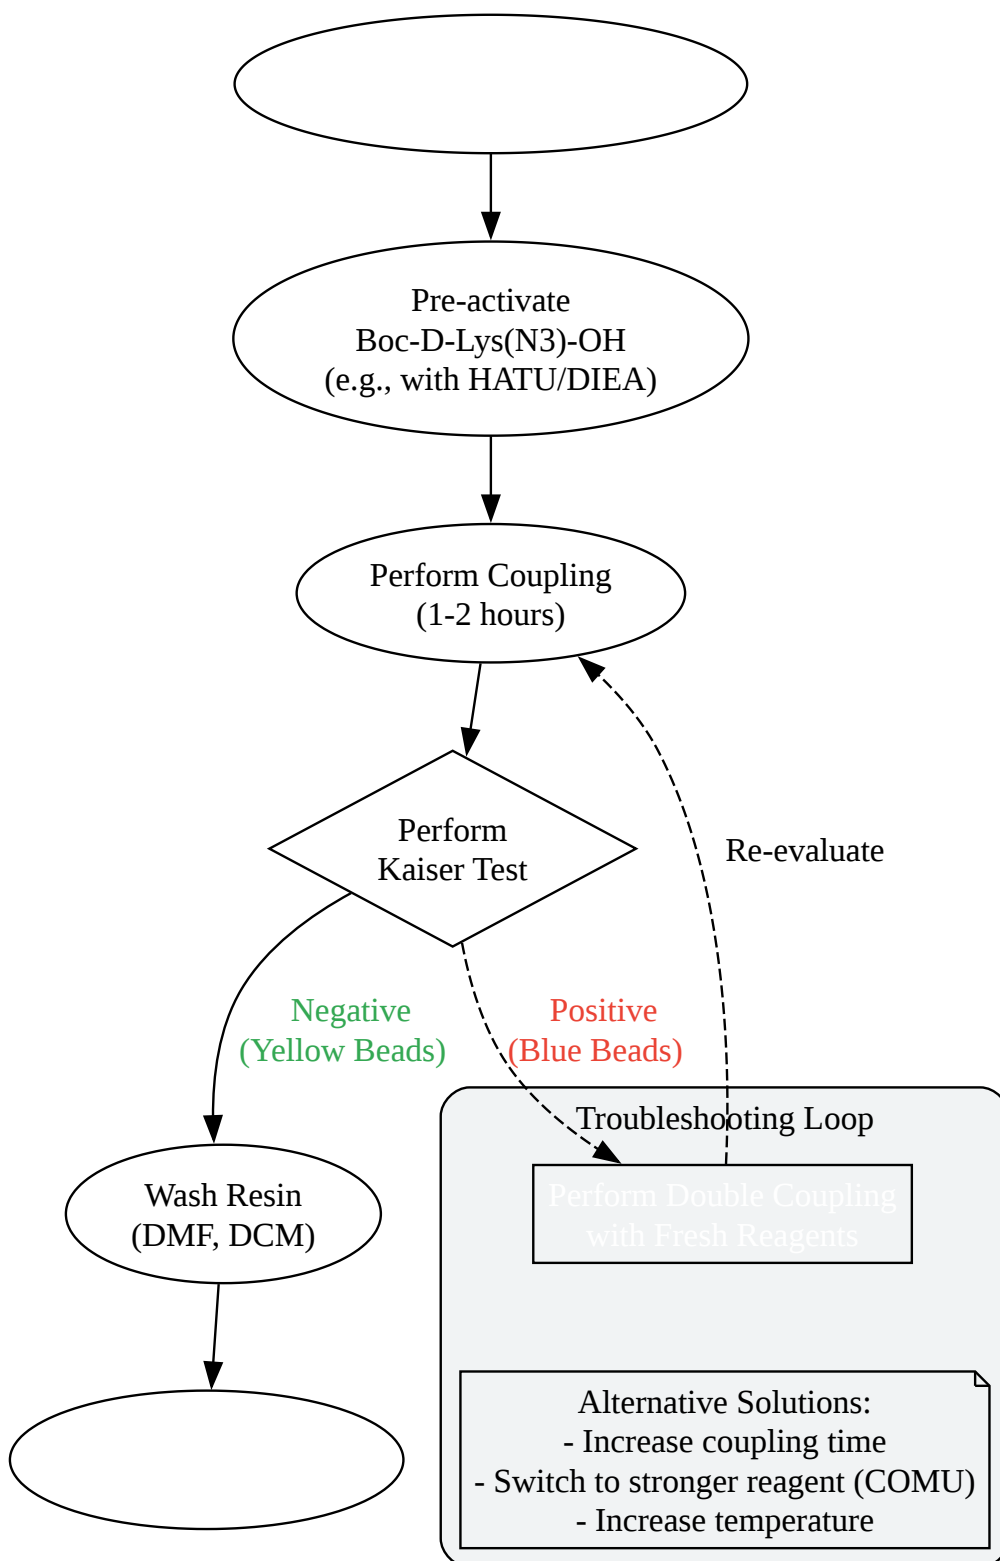 Pre-activate
Boc-D-Lys(N3)-OH
(e.g., with HATU/DIEA)
Perform Coupling
(1-2 hours)
Perform
Kaiser Test
Re-evaluate
Negative
(Yellow Beads)
Positive
(Blue Beads)
Troubleshooting Loop
Perform Double Coupling
with Fresh Reagents
Wash Resin
(DMF, DCM)
Alternative Solutions:
- Increase coupling time
- Switch to stronger reagent (COMU)
- Increase temperature